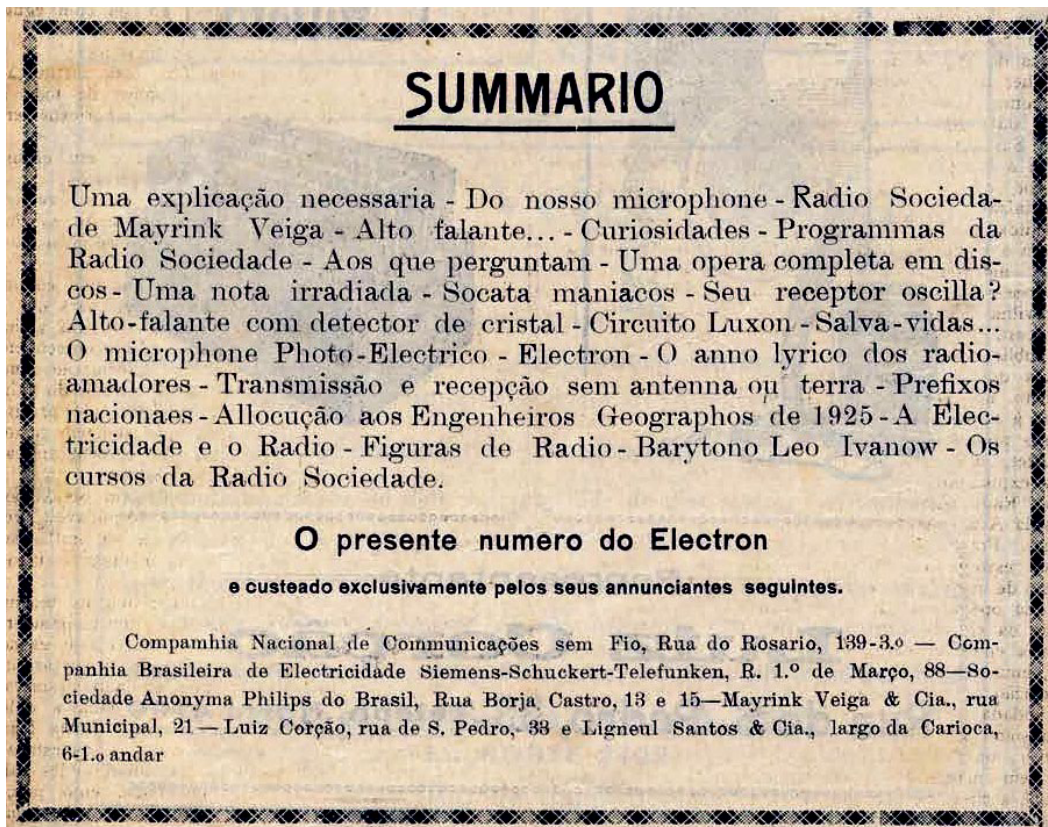 SUMMARIO
Uma explicação necessaria - Do nosso microphone - Radio Socieda-
de Mayrink Veiga - Alto falante... - Curiosidades - Programmas da
Radio Sociedade - Aos que perguntam - Uma opera completa em dis-
cos - Uma nota irradiada - Socata maniacos - Seu receptor oscilla?
Alto-falante com detector de cristal - Circuito Luxon - Salva-vidas...
O microphone Photo-Electrico - Electron - O anno lyrico dos radio-
amadores - Transmissão e recepção sem antenna ou terra - Prefixos
nacionaes - Allocução aos Engenheiros Geographos de 1925 - A Elec-
tricidade e o Radio - Figuras de Radio - Barytono Leo Ivanow - Os
cursos da Radio Sociedade.
O presente numero do Electron
e custeado exclusivamente pelos seus annunciantes seguintes.
Compamhia Nacional de Communicações sem Fio, Rua do Rosario, 139-3.º — Com-
panhia Brasileira de Electricidade Siemens-Schuckert-Telefunken, R. 1.º de Março, 88—So-
ciedade Anonyma Philips do Brasil, Rua Borja Castro, 13 e 15—Mayrink Veiga & Cia., rua
Municipal, 21 — Luiz Corção, rua de S. Pedro, 33 e Ligneul Santos & Cia., largo da Carioca,
6-1.o andar